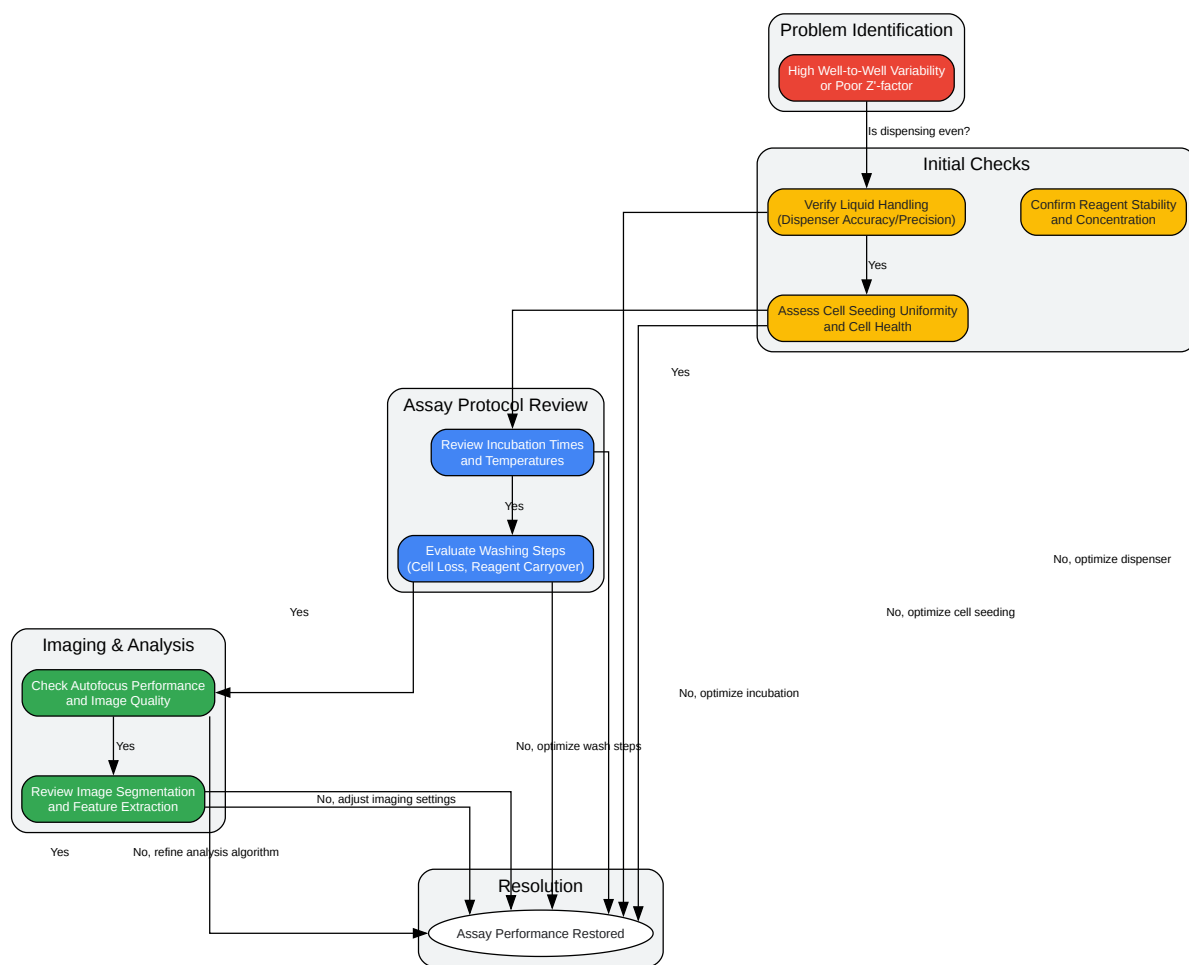 Problem Identification
High Well-to-Well Variability
or Poor Z'-factor
Is dispensing even?
Initial Checks
Verify Liquid Handling
(Dispenser Accuracy/Precision)
Confirm Reagent Stability
and Concentration
Yes
Assess Cell Seeding Uniformity
and Cell Health
Yes
Assay Protocol Review
Review Incubation Times
and Temperatures
Yes
Evaluate Washing Steps
(Cell Loss, Reagent Carryover)
No, optimize dispenser
Yes
No, optimize cell seeding
Imaging & Analysis
Check Autofocus Performance
and Image Quality
No, optimize incubation
Yes
No, optimize wash steps
Review Image Segmentation
and Feature Extraction
No, adjust imaging settings
Yes
No, refine analysis algorithm
Resolution
Assay Performance Restored